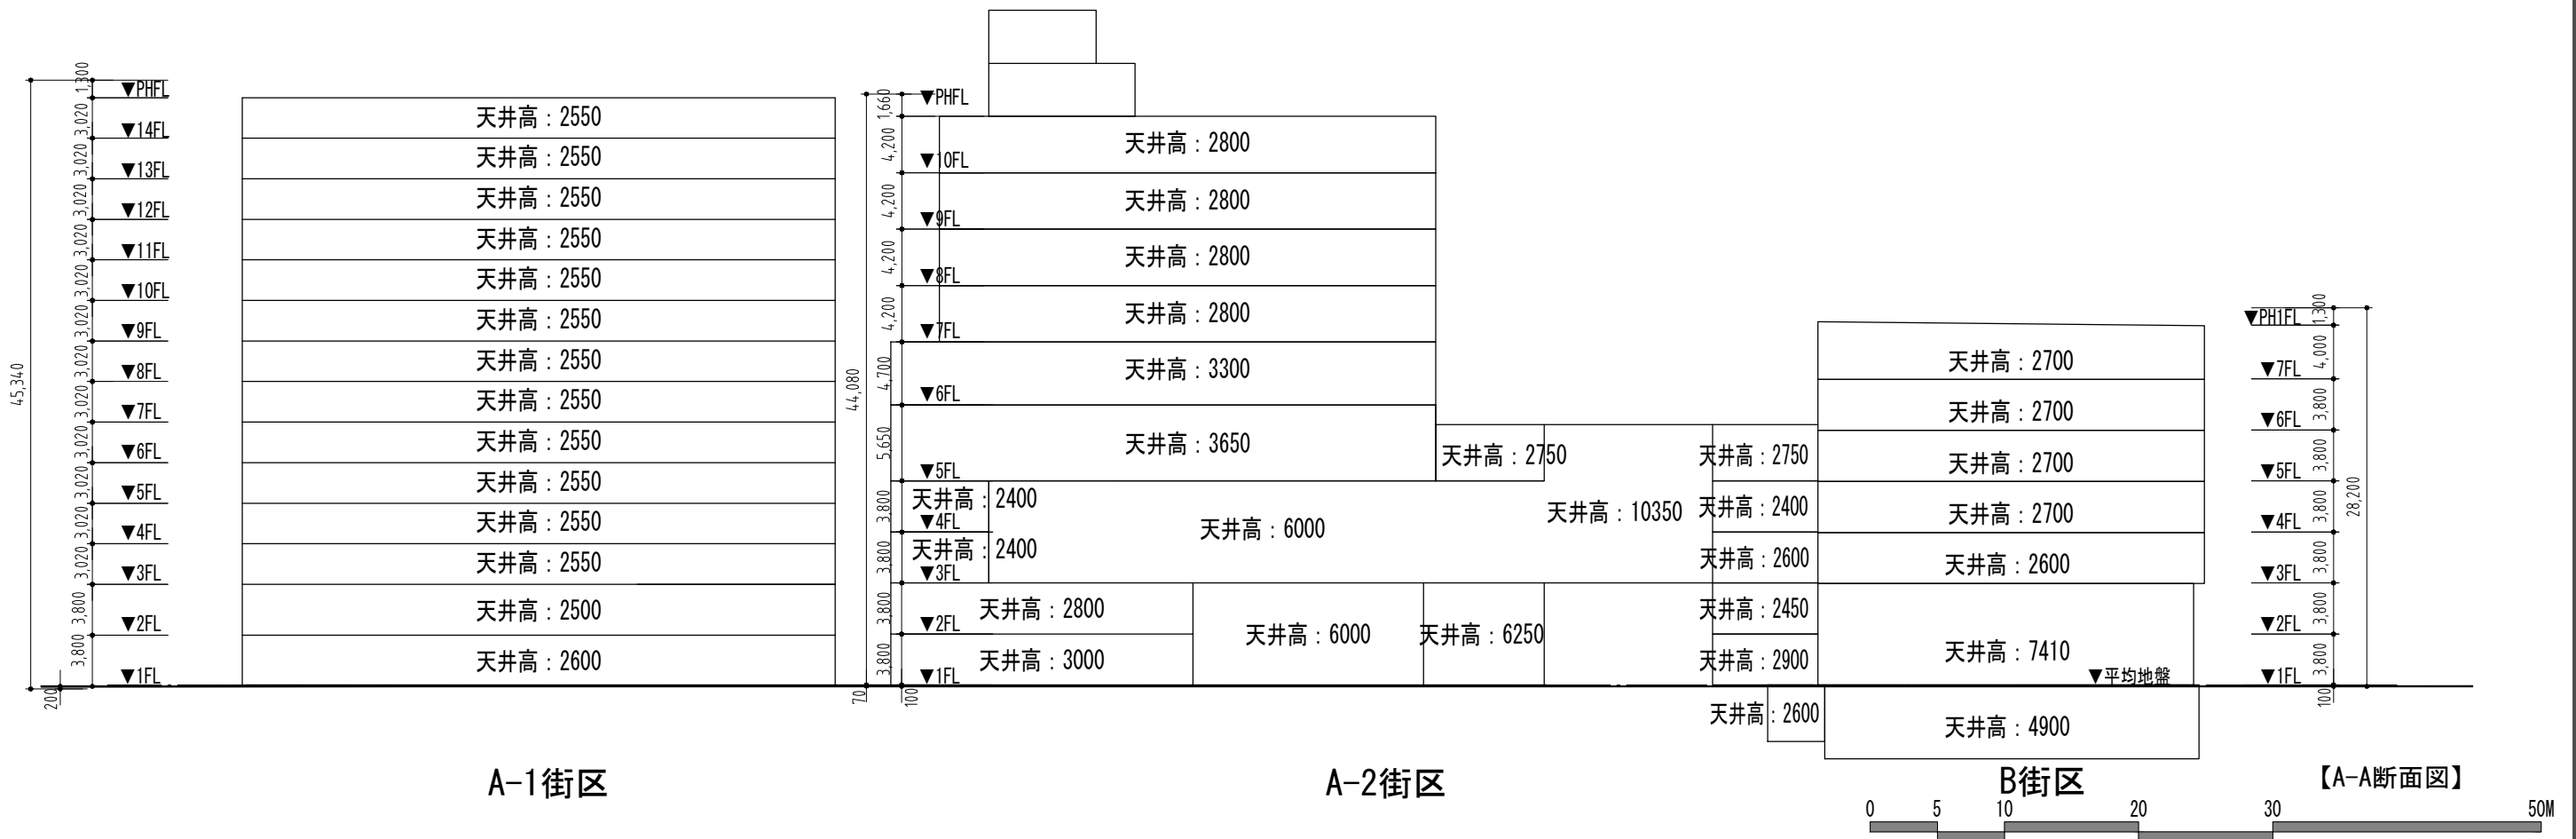 45,340
200
1,300
3,020
3,020
3,020
3,020
3,020
3,020
3,020
3,020
3,020
3,020
3,020
3,020
3,800
3,800
▼PHFL
▼14FL
▼13FL
▼12FL
▼11FL
▼10FL
▼9FL
▼8FL
▼7FL
▼6FL
▼5FL
▼4FL
▼3FL
▼2FL
▼1FL
天井高：2550
天井高：2550
天井高：2550
天井高：2550
天井高：2550
天井高：2550
天井高：2550
天井高：2550
天井高：2550
天井高：2550
天井高：2550
天井高：2550
天井高：2500
天井高：2600
A-1街区
44,080
70
1,660
4,200
4,200
4,200
4,200
4,700
5,650
3,800
3,800
3,800
3,800
100
▼PHFL
▼10FL
▼9FL
▼8FL
▼7FL
▼6FL
▼5FL
▼4FL
▼3FL
▼2FL
▼1FL
天井高：2800
天井高：2800
天井高：2800
天井高：2800
天井高：3300
天井高：3650
天井高：2400
天井高：2400
天井高：6000
天井高：2800
天井高：3000
天井高：6000
天井高：6250
天井高：2750
天井高：10350
天井高：2750
天井高：2400
天井高：2600
天井高：2450
天井高：2900
天井高：2600
A-2街区
天井高：2700
天井高：2700
天井高：2700
天井高：2700
天井高：2600
天井高：7410
▼平均地盤
天井高：4900
B街区
▼PH1FL
▼7FL
▼6FL
▼5FL
▼4FL
▼3FL
▼2FL
▼1FL
1,300
4,000
3,800
3,800
3,800
3,800
3,800
3,800
100
28,200
【A-A断面図】
0 5 10 20 30 50M